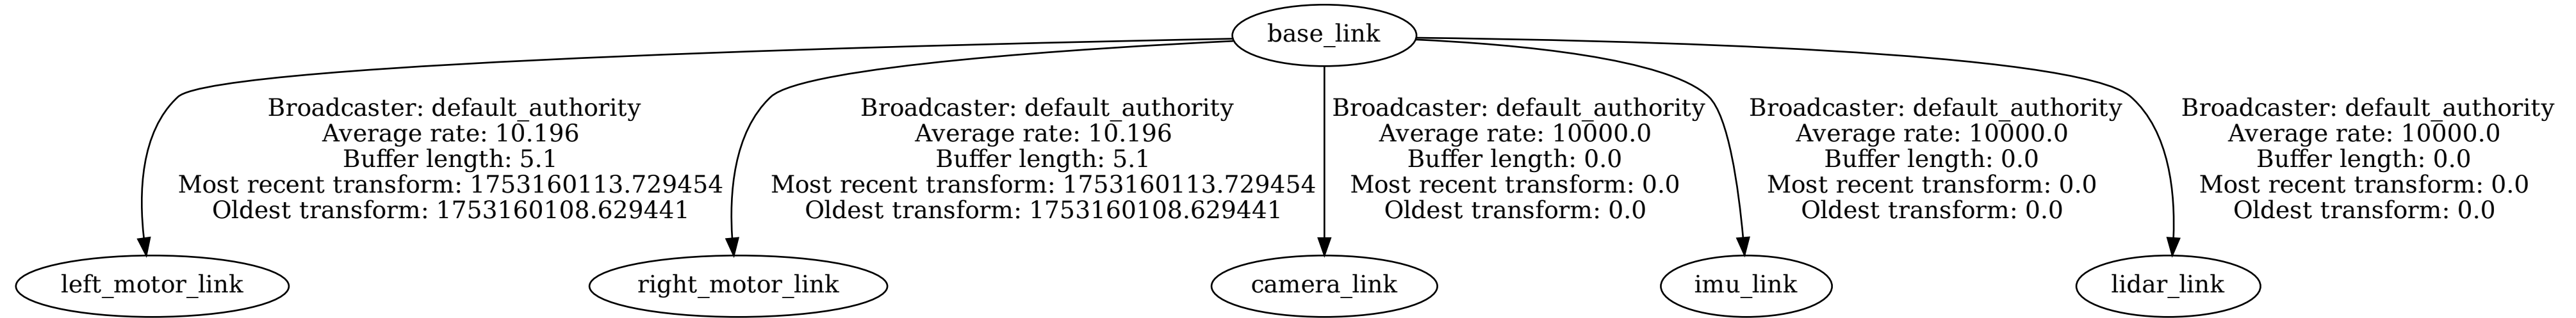 base_link
Broadcaster: default_authority
Average rate: 10.196
Buffer length: 5.1
Most recent transform: 1753160113.729454
Oldest transform: 1753160108.629441
Broadcaster: default_authority
Average rate: 10.196
Buffer length: 5.1
Most recent transform: 1753160113.729454
Oldest transform: 1753160108.629441
Broadcaster: default_authority
Average rate: 10000.0
Buffer length: 0.0
Most recent transform: 0.0
Oldest transform: 0.0
Broadcaster: default_authority
Average rate: 10000.0
Buffer length: 0.0
Most recent transform: 0.0
Oldest transform: 0.0
Broadcaster: default_authority
Average rate: 10000.0
Buffer length: 0.0
Most recent transform: 0.0
Oldest transform: 0.0
left_motor_link
right_motor_link
camera_link
imu_link
lidar_link